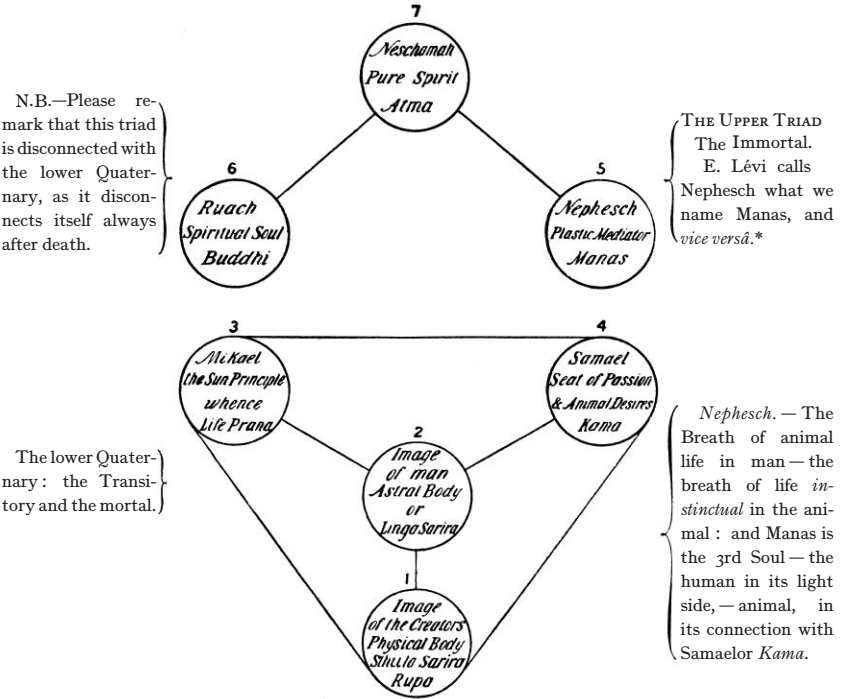 7
Neschamah
Pure Spirit
Atma
N.B.—Please re-
mark that this triad
is disconnected with
the lower Quater-
nary, as it discon-
nects itself always
after death.
6
Ruach
Spiritual Soul
Buddhi
5
Nephesch
Plastic Mediator
Manas
The Upper Triad
The Immortal.
E. Lévi calls
Nephesch what we
name Manas, and
vice versâ.*
3
Mikael
the Sun Principle
whence
Life Prana
4
Samael
Seat of Passion
& Animal Desires
Kama
2
Image
of man
Astral Body
or
Linga Sarira
1
Image
of the Creators
Physical Body
Sthula Sarira
Rupa
The lower Quater-
nary: the Transi-
tory and the mortal.
Nephesch. — The
Breath of animal
life in man — the
breath of life in-
stinctual in the ani-
mal : and Manas is
the 3rd Soul — the
human in its light
side, — animal, in
its connection with
Samaelor Kama.